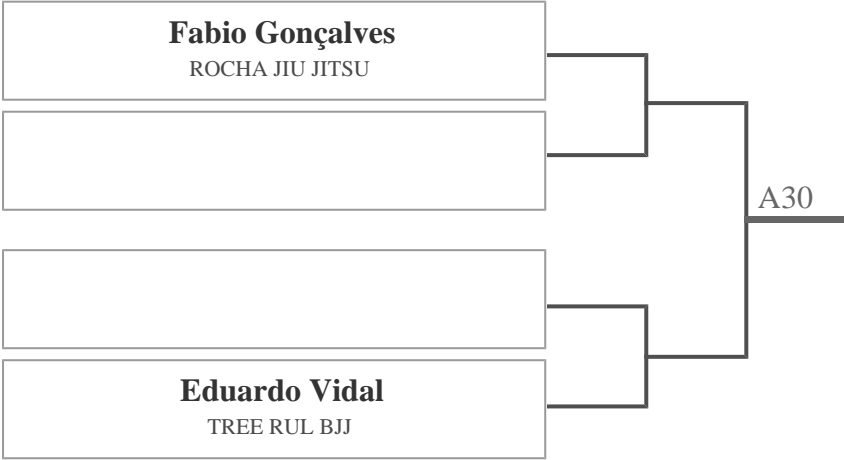 Fabio Gonçalves
ROCHA JIU JITSU
A30
Eduardo Vidal
TREE RUL BJJ